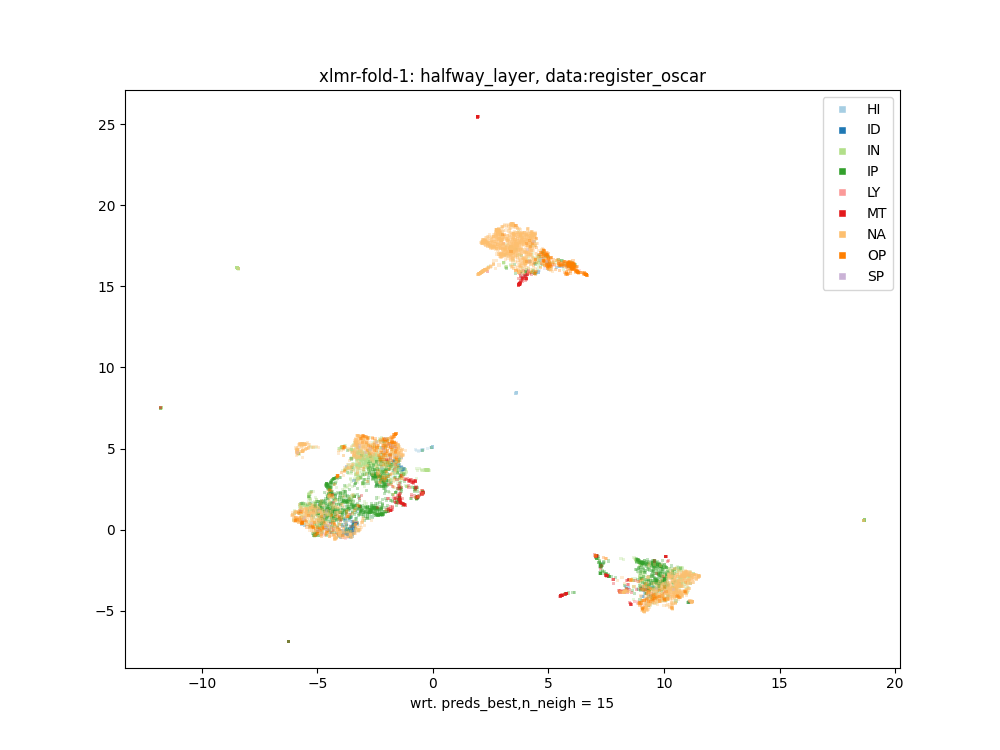 xlmr-fold-1: halfway_layer, data:register_oscar
HI
ID
IN
IP
LY
MT
NA
OP
SP
25
20
15
10
5
0
−5
−10
−5
0
5
10
15
20
wrt. preds_best,n_neigh = 15